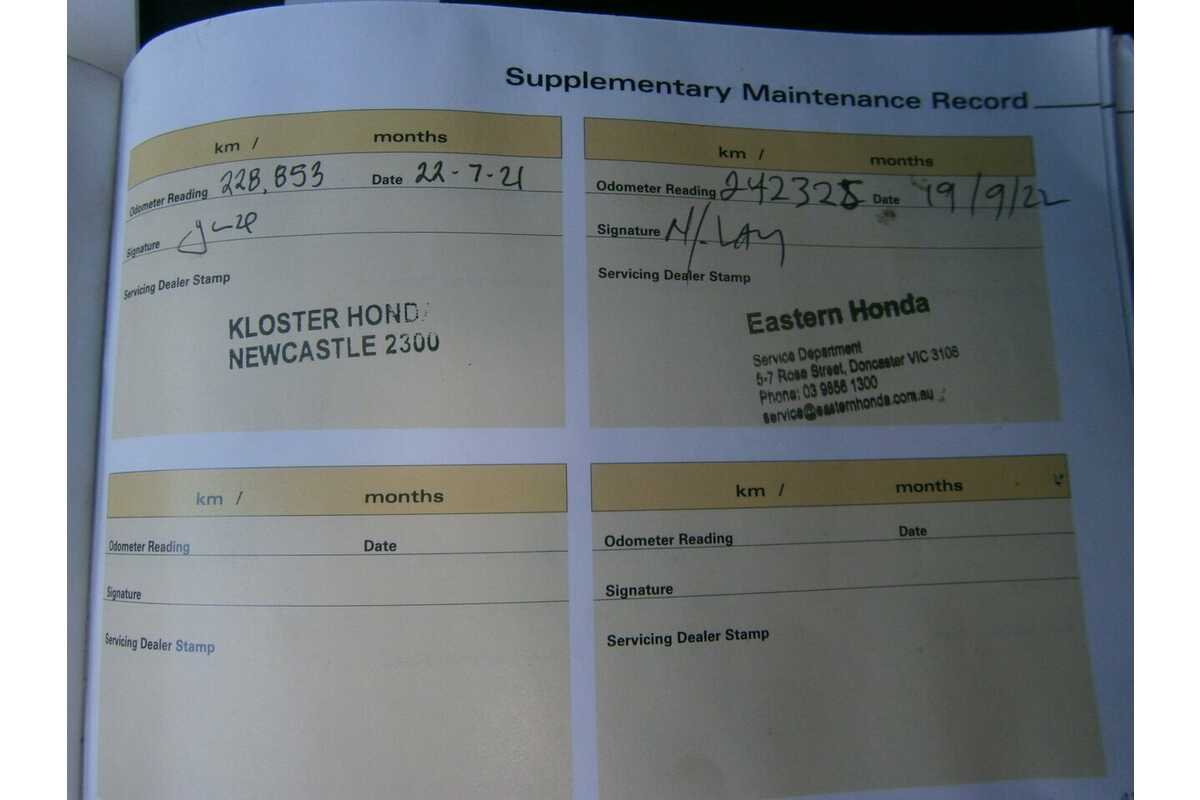 Supplementary Maintenance Record
km / months
Odometer Reading 228,853 Date 22-7-21
Signature
Servicing Dealer Stamp
KLOSTER HOND
NEWCASTLE 2300
km / months
Odometer Reading 242325 Date 19/9/22
Signature
Servicing Dealer Stamp
Eastern Honda
Service Department
5-7 Rose Street, Doncaster VIC 3108
Phone: 03 9856 1300
service@easternhonda.com.au
km / months
Odometer Reading Date
Signature
Servicing Dealer Stamp
km / months
Odometer Reading Date
Signature
Servicing Dealer Stamp